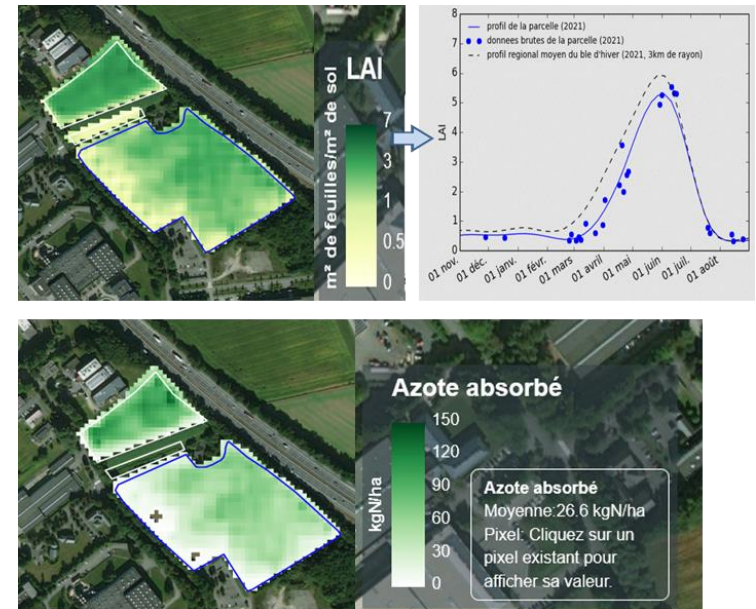 m² de feuilles/m² de sol
LAI
7
3
1
0.5
0
8
7
6
5
4
3
2
1
0
LAI
profil de la parcelle (2021)
donnees brutes de la parcelle (2021)
profil regional moyen du ble d'hiver (2021, 3km de rayon)
01 nov.
01 déc.
01 janv.
01 févr.
01 mars
01 avril
01 mai
01 juin
01 juil.
01 août
Azote absorbé
kgN/ha
150
120
90
60
30
0
Azote absorbé
Moyenne:26.6 kgN/ha
Pixel: Cliquez sur un
pixel existant pour
afficher sa valeur.